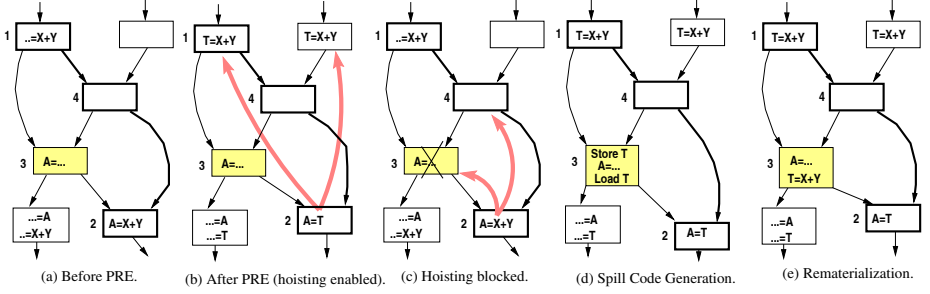 1
..=X+Y
4
3
A=...
...=A
..=X+Y
2
A=X+Y
(a) Before PRE.
1
T=X+Y
T=X+Y
4
3
A=...
...=A
...=T
2
A=T
(b) After PRE (hoisting enabled).
1
..=X+Y
4
3
A=...
...=A
..=X+Y
2
A=X+Y
(c) Hoisting blocked.
1
T=X+Y
T=X+Y
4
3
Store T
A=...
Load T
...=A
...=T
2
A=T
(d) Spill Code Generation.
1
T=X+Y
T=X+Y
4
3
A=...
T=X+Y
...=A
...=T
2
A=T
(e) Rematerialization.